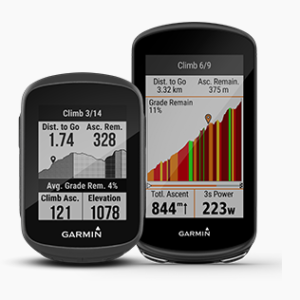 Climb 3/14
Dist. to Go Asc. Rem.
1.74 328
Avg. Grade Rem. 4%
Climb Asc. Elevation
121 1078
GARMIN
Climb 6/9
Dist. to Go Asc. Remain.
3.32 km 375 m
Grade Remain
11%
Totl. Ascent 3s Power
844m↑ 223w
GARMIN